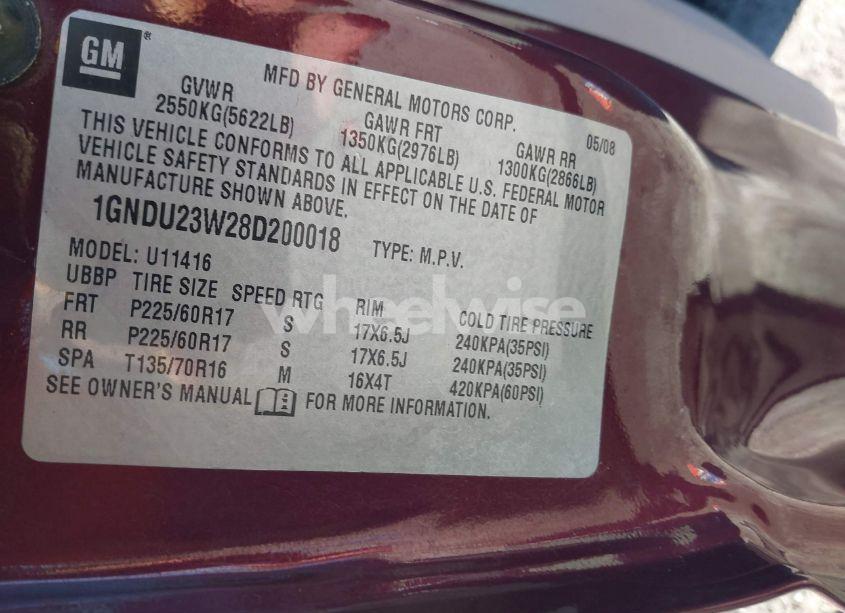 GM®
MFD BY GENERAL MOTORS CORP. 05/08
GVWR GAWR FRT GAWR RR
2550KG(5622LB) 1350KG(2976LB) 1300KG(2866LB)
THIS VEHICLE CONFORMS TO ALL APPLICABLE U.S. FEDERAL MOTOR
VEHICLE SAFETY STANDARDS IN EFFECT ON THE DATE OF
MANUFACTURE SHOWN ABOVE.
1GNDU23W28D200018 TYPE: M.P.V.
MODEL: U11416
UBBP TIRE SIZE SPEED RTG RIM COLD TIRE PRESSURE
FRT P225/60R17 S 17X6.5J 240KPA(35PSI)
RR P225/60R17 S 17X6.5J 240KPA(35PSI)
SPA T135/70R16 M 16X4T 420KPA(60PSI)
SEE OWNER'S MANUAL i FOR MORE INFORMATION.
wheelwise